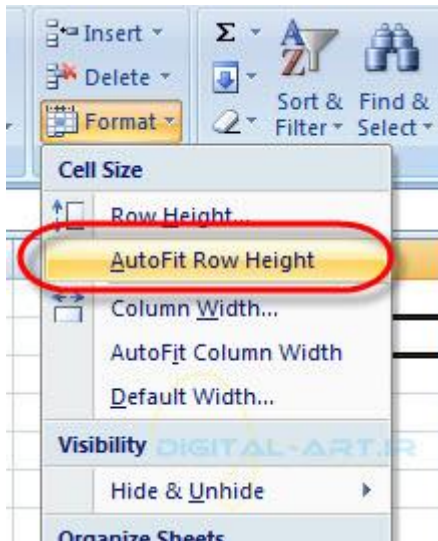 Insert
Σ
Delete
Format
Sort & Filter
Find & Select
Cell Size
Row Height...
AutoFit Row Height
Column Width...
AutoFit Column Width
Default Width...
Visibility
DIGITAL-ART.IR
Hide & Unhide
Organize Sheets